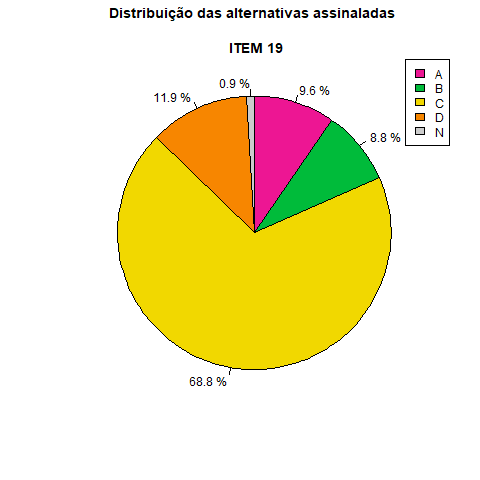 Distribuição das alternativas assinaladas
ITEM 19
A
B
C
D
N
0.9 %
9.6 %
11.9 %
8.8 %
68.8 %